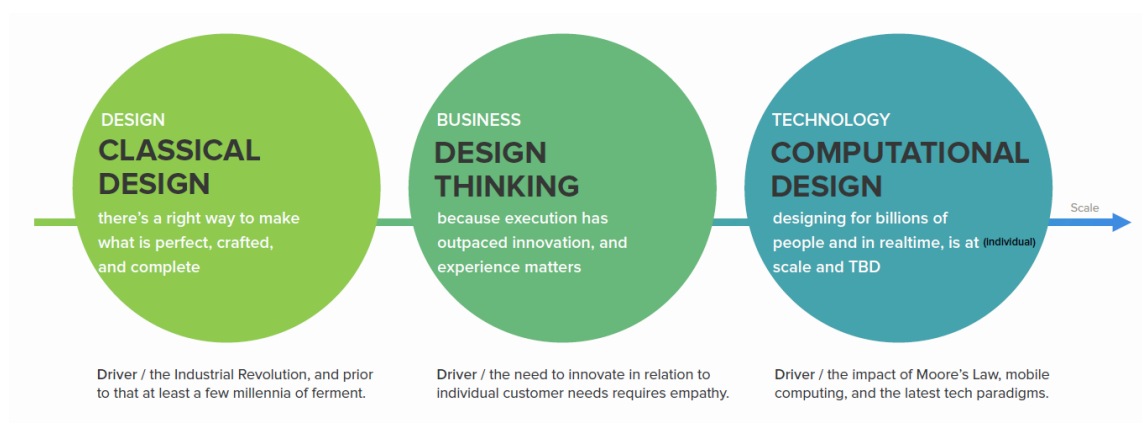 DESIGN
CLASSICAL
DESIGN
there's a right way to make
what is perfect, crafted,
and complete
Driver / the Industrial Revolution, and prior
to that at least a few millennia of ferment.
BUSINESS
DESIGN
THINKING
because execution has
outpaced innovation, and
experience matters
Driver / the need to innovate in relation to
individual customer needs requires empathy.
TECHNOLOGY
COMPUTATIONAL
DESIGN
designing for billions of
people and in realtime, is at (individual)
scale and TBD
Driver / the impact of Moore's Law, mobile
computing, and the latest tech paradigms.
Scale